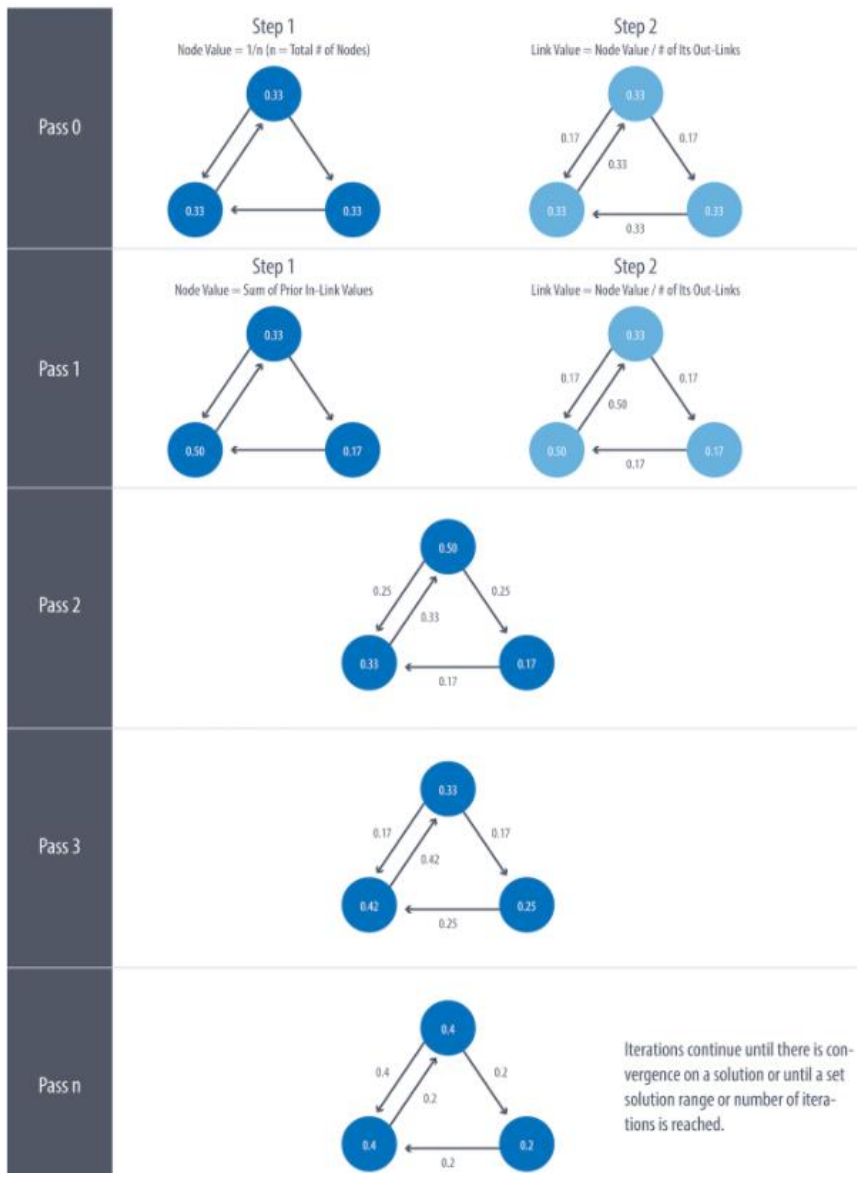 Step 1
Node Value = 1/n (n = Total # of Nodes)
Step 2
Link Value = Node Value / # of Its Out-Links
Pass 0
0.33
0.33
0.33
0.33
0.17
0.17
0.33
0.33
0.33
0.33
Step 1
Node Value = Sum of Prior In-Link Values
Step 2
Link Value = Node Value / # of Its Out-Links
Pass 1
0.33
0.50
0.17
0.33
0.17
0.17
0.50
0.50
0.17
0.17
Pass 2
0.50
0.25
0.25
0.33
0.33
0.17
0.17
Pass 3
0.33
0.17
0.17
0.42
0.42
0.25
0.25
Pass n
0.4
0.4
0.2
0.2
0.4
0.2
0.2
Iterations continue until there is con-
vergence on a solution or until a set
solution range or number of itera-
tions is reached.